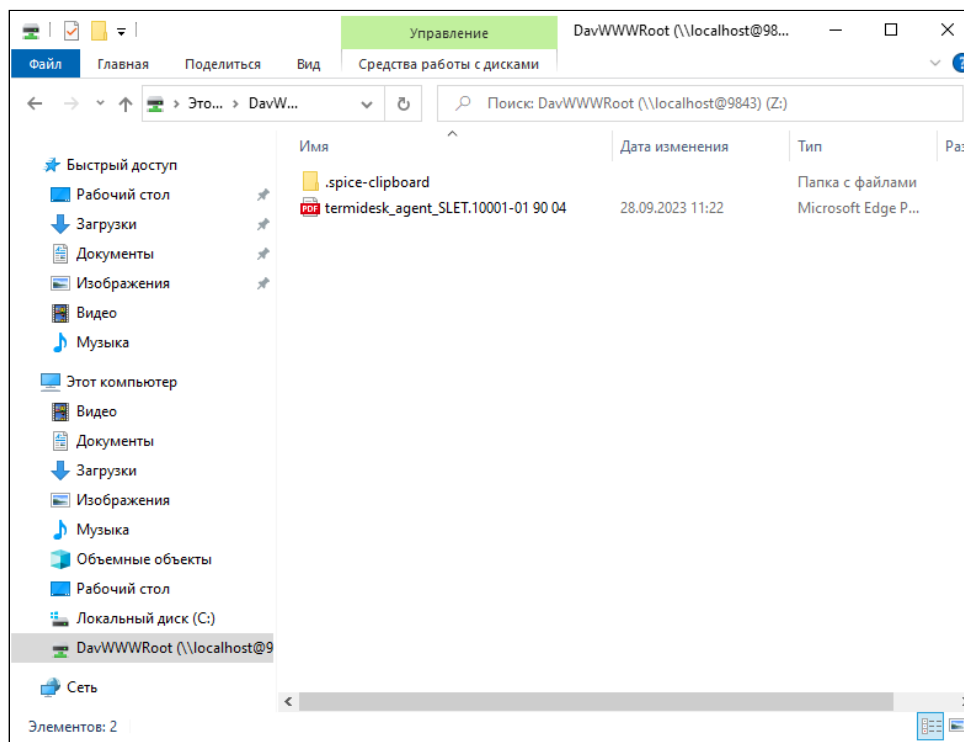 Управление
DavWWWRoot (\\localhost@98...
Файл
Главная
Поделиться
Вид
Средства работы с дисками
Это... › DavW...
Поиск: DavWWWRoot (\\localhost@9843) (Z:)
Имя
Дата изменения
Тип
Раз
Быстрый доступ
Рабочий стол
Загрузки
Документы
Изображения
Видео
Музыка
Этот компьютер
Видео
Документы
Загрузки
Изображения
Музыка
Объемные объекты
Рабочий стол
Локальный диск (C:)
DavWWWRoot (\\localhost@9
Сеть
.spice-clipboard
Папка с файлами
PDF termidesk_agent_SLET.10001-01 90 04
28.09.2023 11:22
Microsoft Edge P...
Элементов: 2